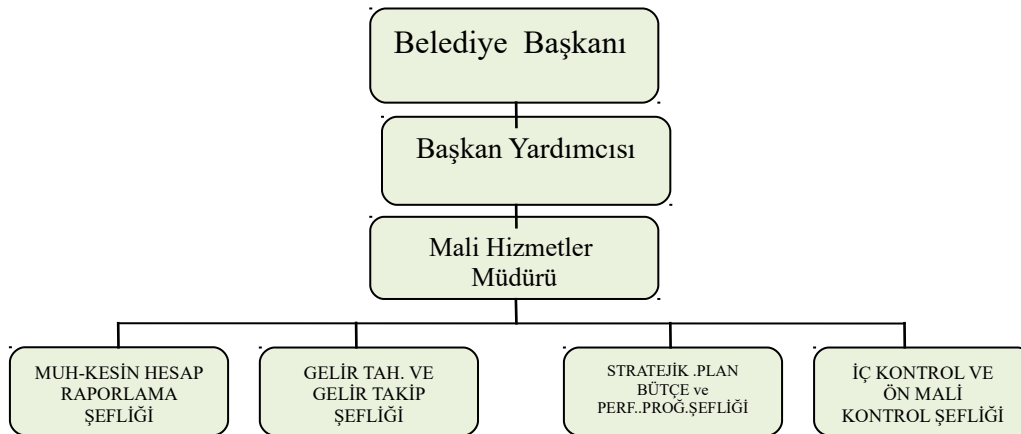 Belediye Başkanı
Başkan Yardımcısı
Mali Hizmetler
Müdürü
MUH-KESİN HESAP
RAPORLAMA
ŞEFLİĞİ
GELİR TAH. VE
GELİR TAKİP
ŞEFLİĞİ
STRATEJİK .PLAN
BÜTÇE ve
PERF..PROĞ.ŞEFLİĞİ
İÇ KONTROL VE
ÖN MALİ
KONTROL ŞEFLİĞİ